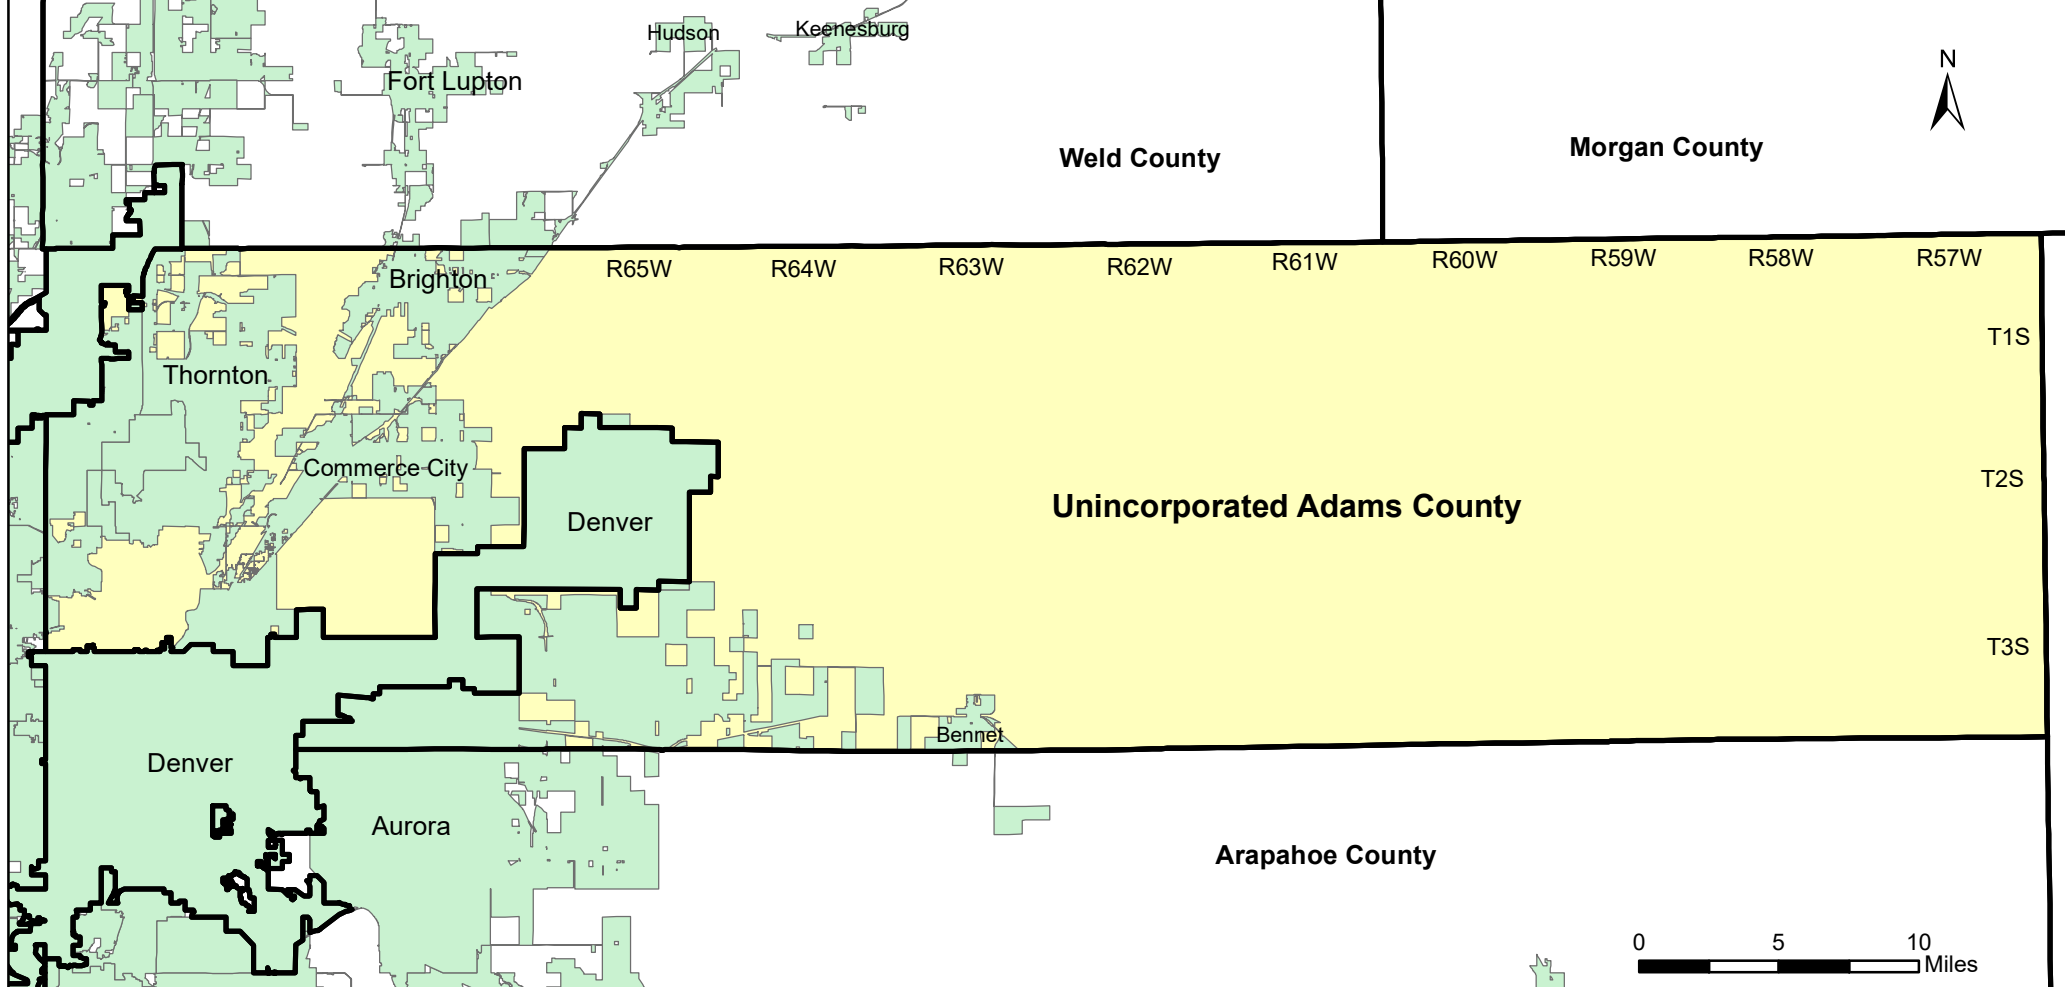 Hudson
Keenesburg
N
Fort Lupton
Weld County
Morgan County
Brighton
R65W
R64W
R63W
R62W
R61W
R60W
R59W
R58W
R57W
T1S
Thornton
Commerce City
T2S
Denver
Unincorporated Adams County
T3S
Bennet
Denver
Aurora
Arapahoe County
0 5 10
Miles